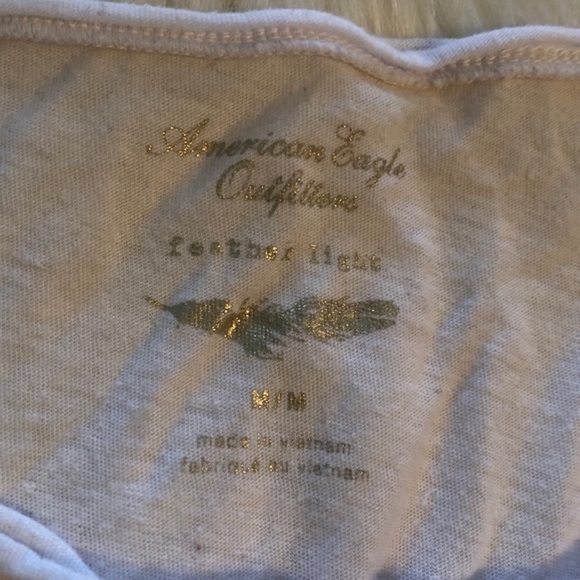 American Eagle
Outfitters
feather light
M/M
made in vietnam
fabriqué au vietnam